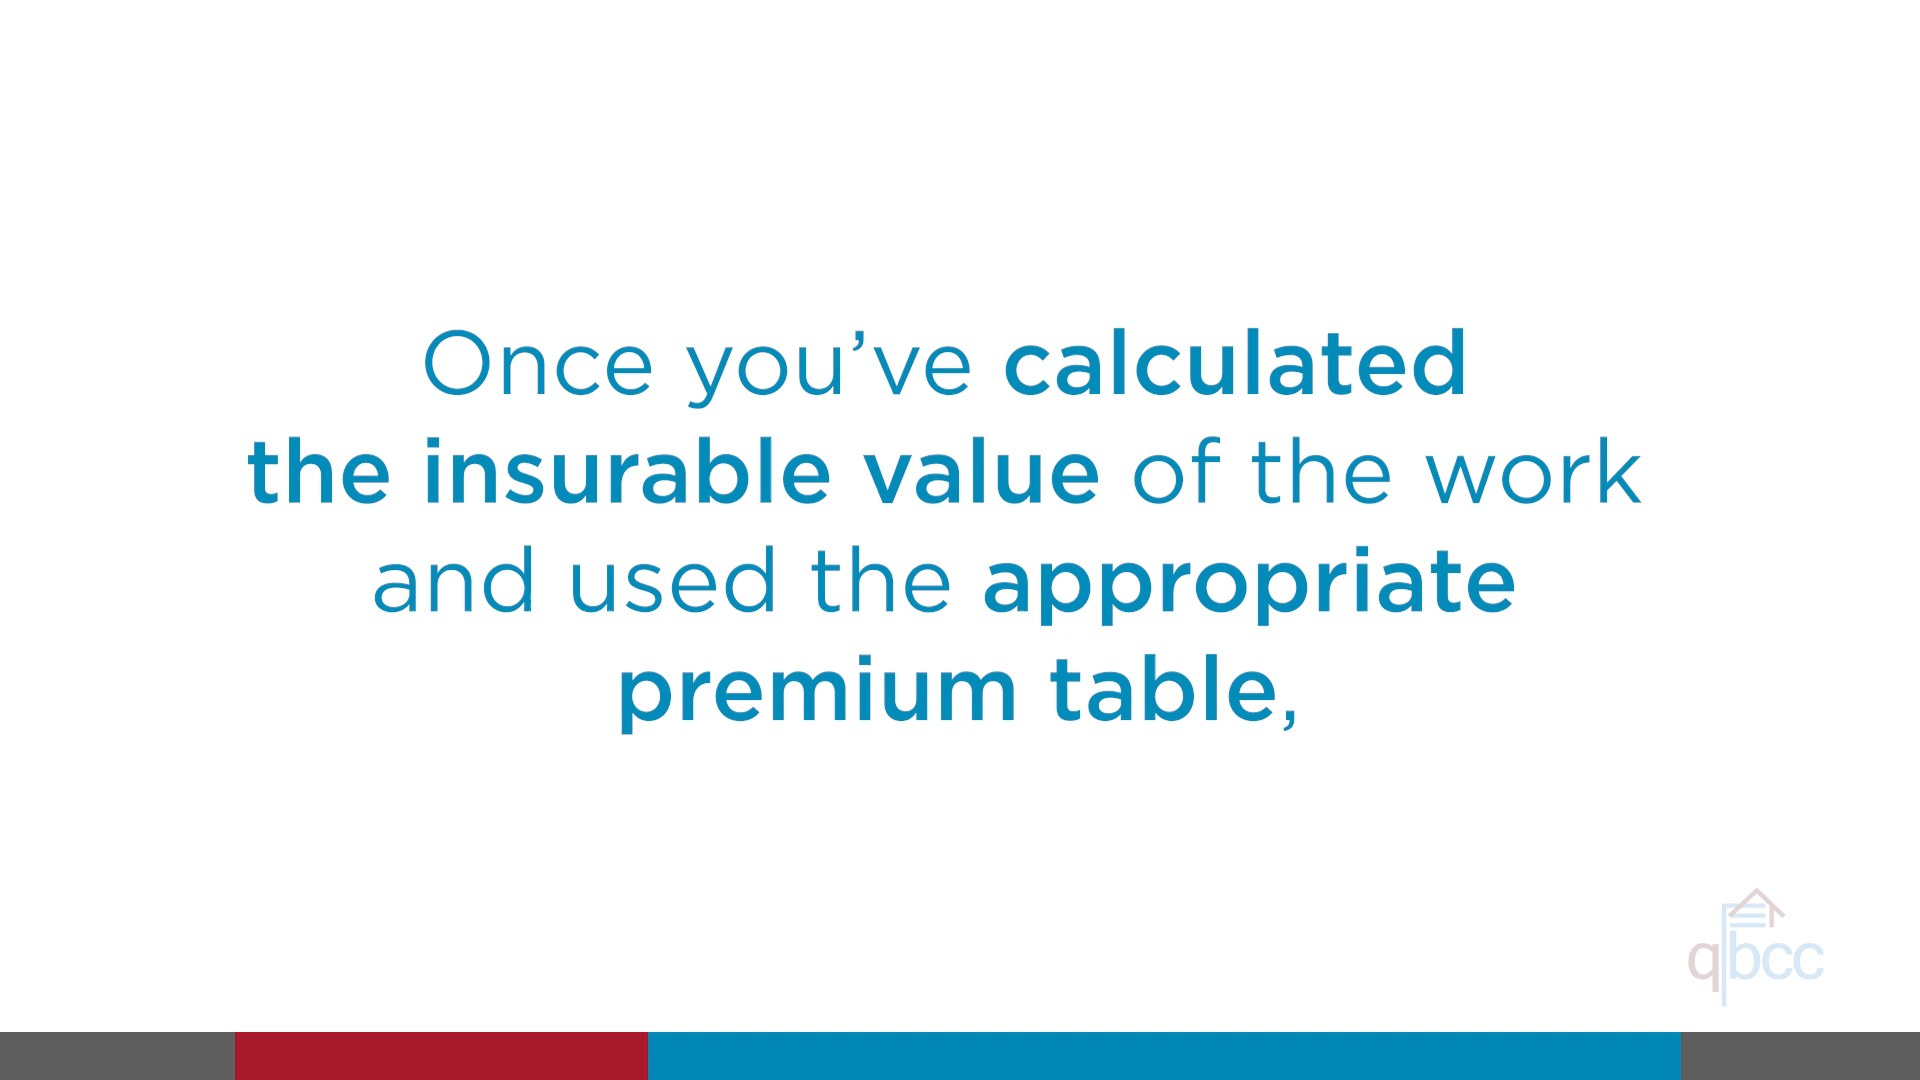 Once you’ve calculated
the insurable value of the work
and used the appropriate
premium table,
qbcc